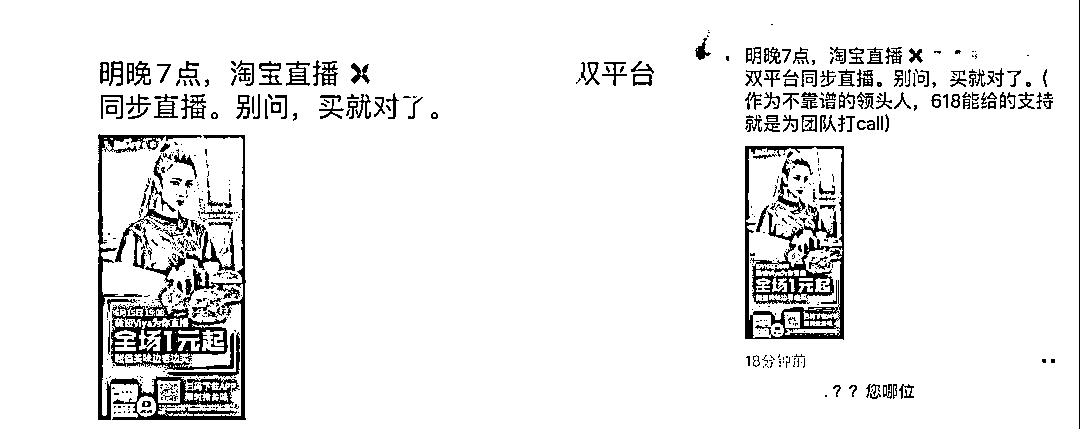 明晚7点，淘宝直播 ✖
双平台
同步直播。别问，买就对了。
全场1元起
明晚7点，淘宝直播 ✖
双平台同步直播。别问，买就对了。(
作为不靠谱的领头人，618能给的支持
就是为团队打call)
全场1元起
18分钟前
.？？您哪位